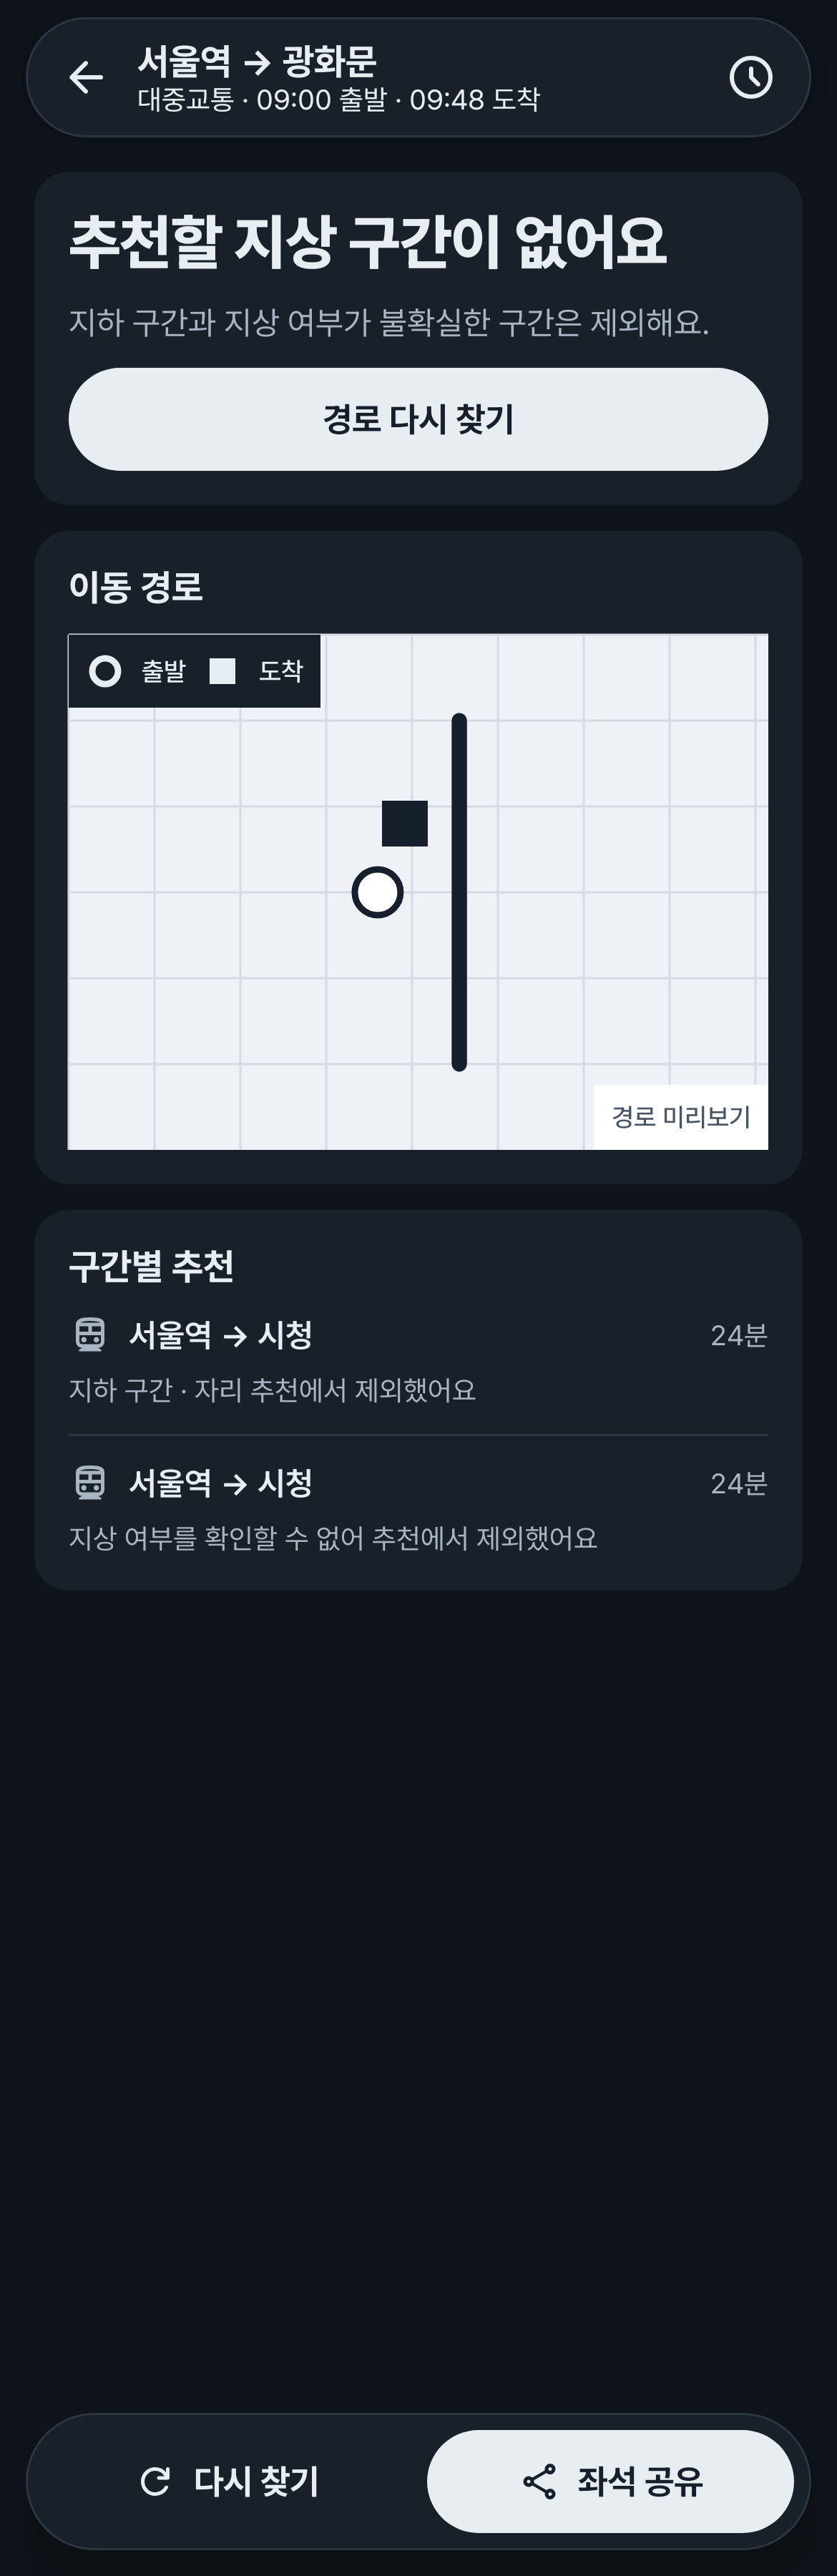 서울역 → 광화문
대중교통 · 09:00 출발 · 09:48 도착
추천할 지상 구간이 없어요
지하 구간과 지상 여부가 불확실한 구간은 제외해요.
경로 다시 찾기
이동 경로
출발 도착
경로 미리보기
구간별 추천
서울역 → 시청 24분
지하 구간 · 자리 추천에서 제외했어요
서울역 → 시청 24분
지상 여부를 확인할 수 없어 추천에서 제외했어요
다시 찾기 좌석 공유